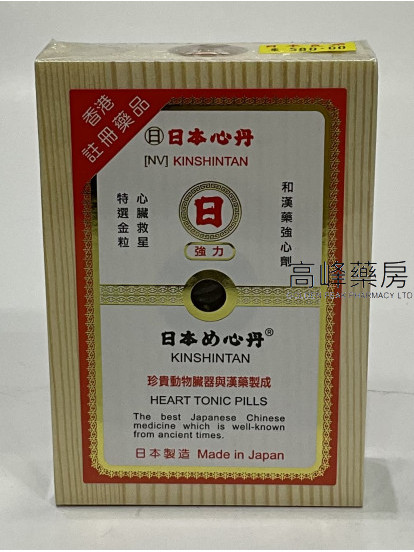 香港
註冊藥品
㊐日本心丹
[NV] KINSHINTAN
和漢藥強心劑
心臟救星
特選金粒
日
強力
高峰藥房
日本め心丹®
KINSHINTAN
珍貴動物臟器與漢藥製成
HEART TONIC PILLS
The best Japanese Chinese
medicine which is well-known
from ancient times.
日本製造 Made in Japan